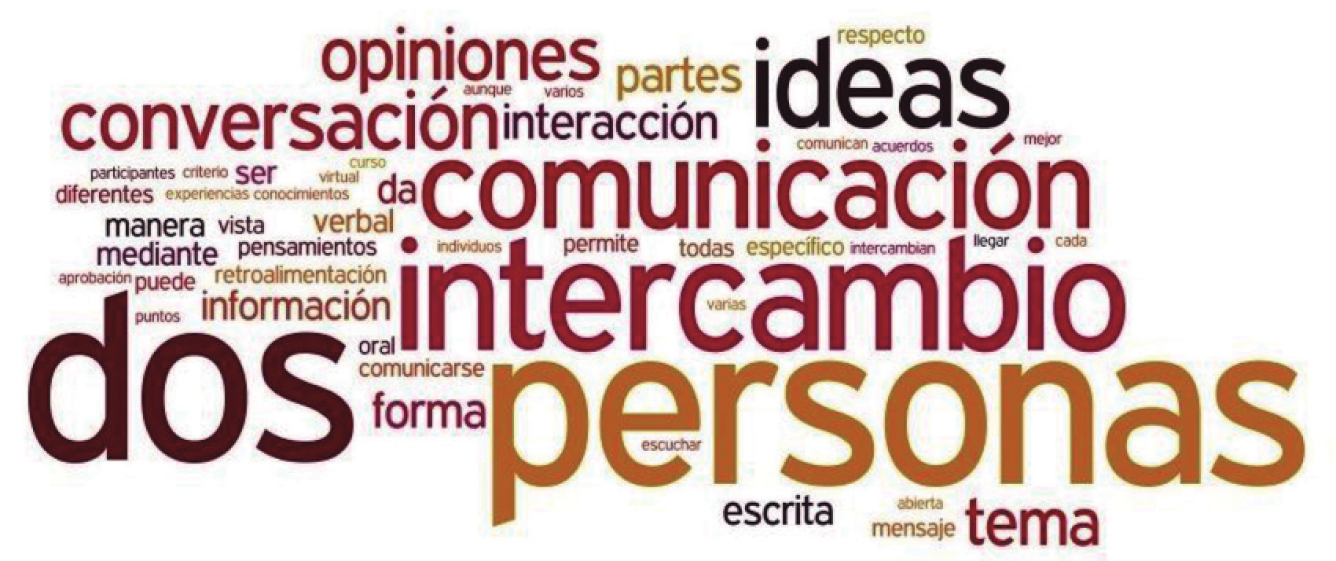 respecto
opiniones
partes
ideas
aunque varios
conversación
interacción
comunican acuerdos mejor
participantes criterio ser virtual curso
comunicación
diferentes experiencias conocimientos da
manera vista verbal
mediante pensamientos individuos permite todas específico intercambian llegar cada
aprobación puede retroalimentación
intercambio
puntos información varias
dos
oral
comunicarse
personas
forma
escuchar
escrita abierta
mensaje tema